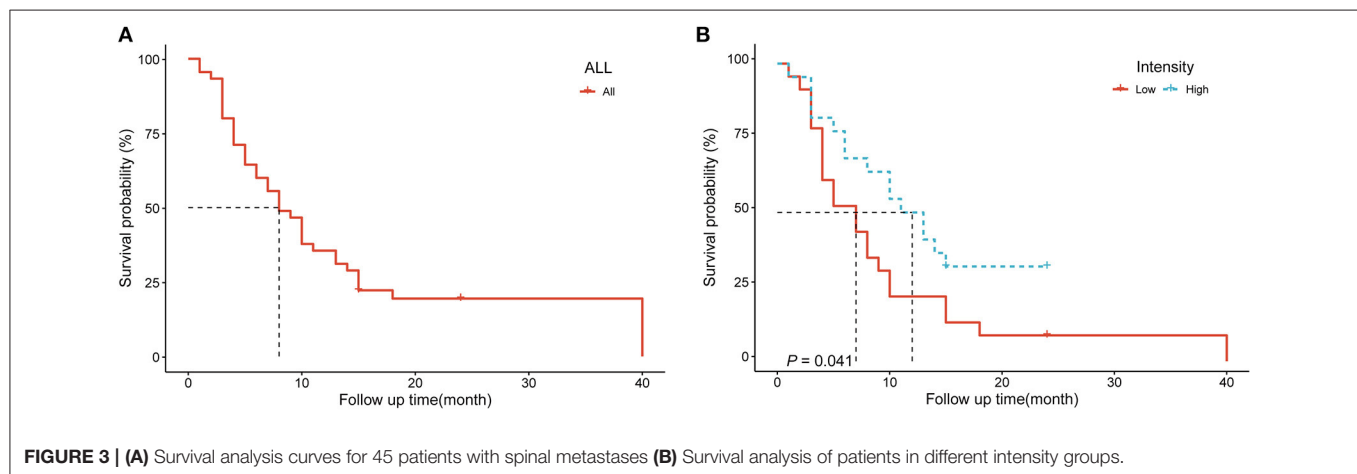 A
Survival probability (%)
100
75
50
25
0
ALL
All
0 10 20 30 40
Follow up time(month)
B
Survival probability (%)
100
75
50
25
0
Intensity
Low High
P = 0.041
0 10 20 30 40
Follow up time(month)
FIGURE 3 | (A) Survival analysis curves for 45 patients with spinal metastases (B) Survival analysis of patients in different intensity groups.